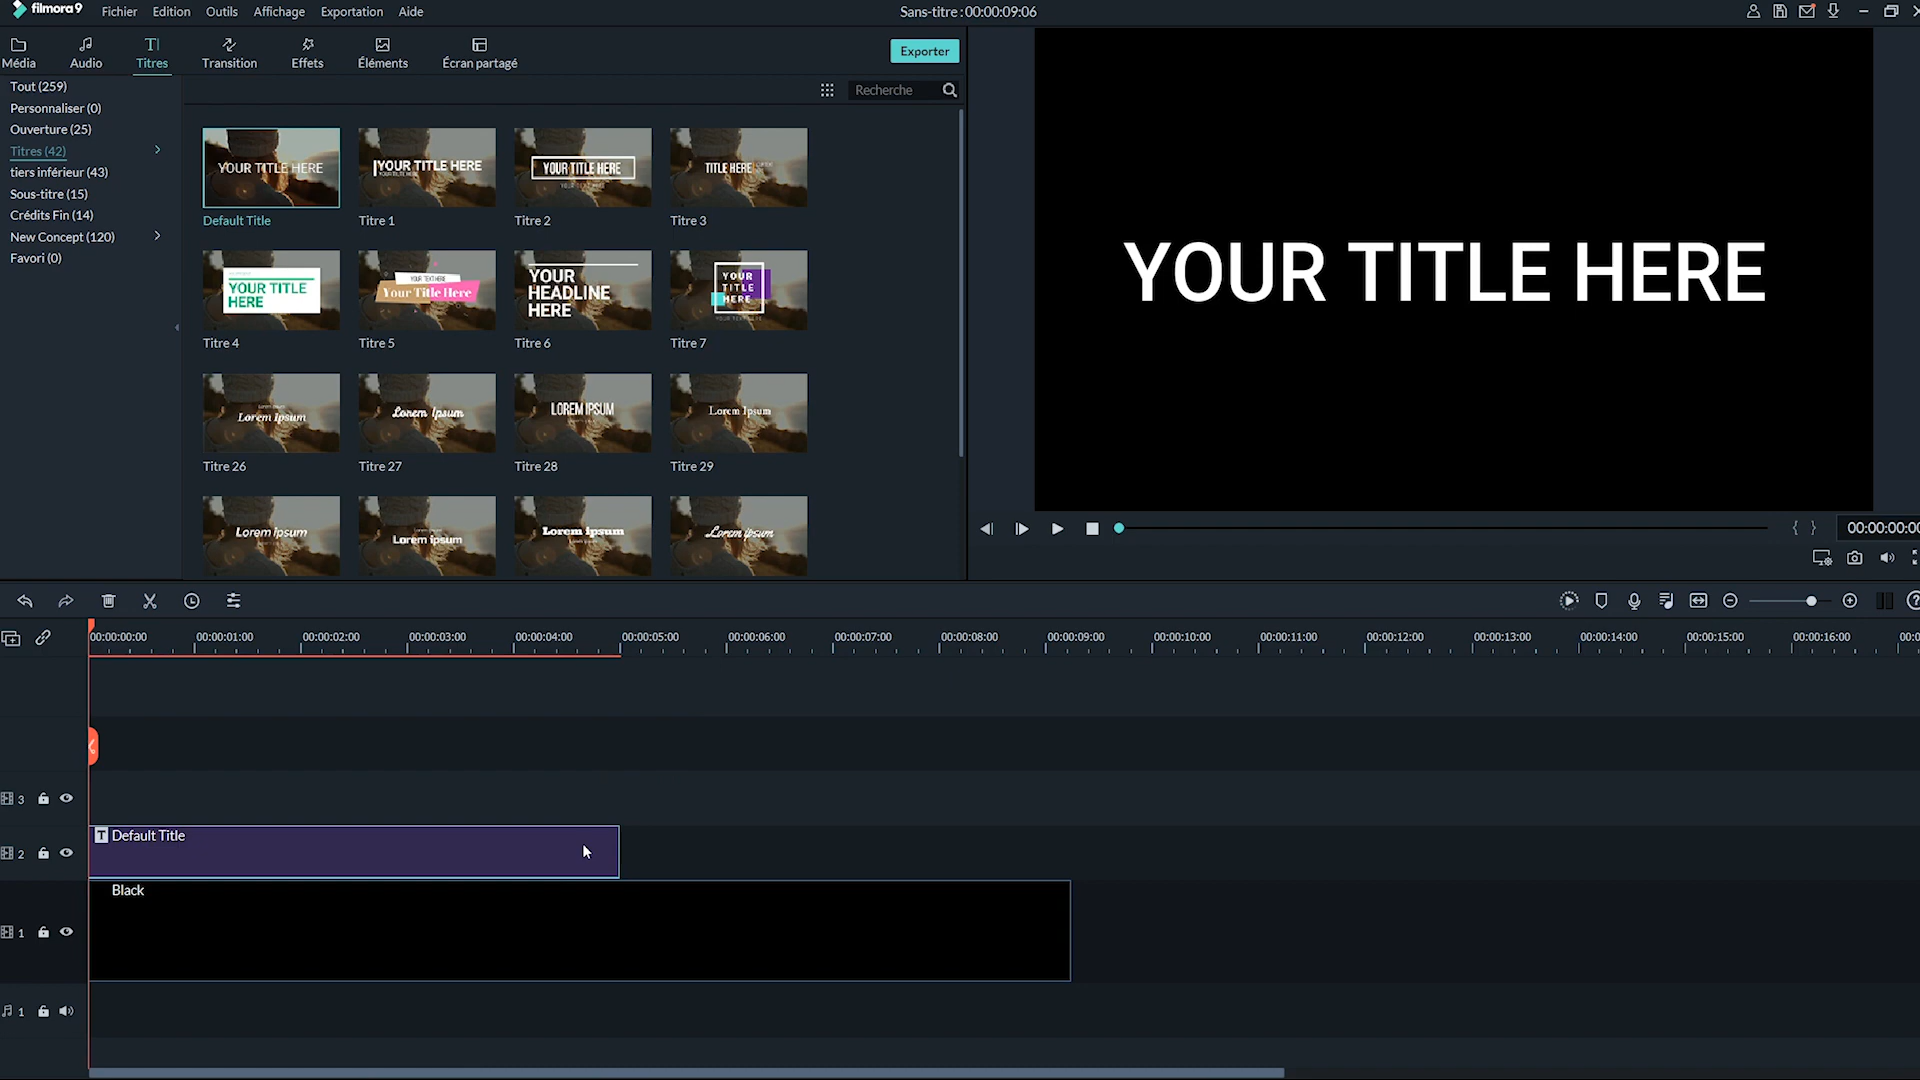 filmora9 Fichier Edition Outils Affichage Exportation Aide
Sans-titre : 00:00:09:06
Média Audio Titres Transition Effets Éléments Écran partagé
Exporter
Recherche
Tout (259)
Personnaliser (0)
Ouverture (25)
Titres (42)
tiers inférieur (43)
Sous-titre (15)
Crédits Fin (14)
New Concept (120)
Favori (0)
YOUR TITLE HERE
YOUR TITLE HERE
YOUR TITLE HERE
TITLE HERE
Default Title
Titre 1
Titre 2
Titre 3
YOUR TITLE
HERE
YOUR TEXT HERE
Your Title Here
YOUR
HEADLINE
HERE
YOUR
TITLE
HERE
Titre 4
Titre 5
Titre 6
Titre 7
Lorem ipsum
Lorem Ipsum
LOREM IPSUM
Lorem Ipsum
Titre 26
Titre 27
Titre 28
Titre 29
Lorem ipsum
Lorem ipsum
Lorem ipsum
Lorem ipsum
YOUR TITLE HERE
{ }
00:00:00:00
00:00:00:00 00:00:01:00 00:00:02:00 00:00:03:00 00:00:04:00 00:00:05:00 00:00:06:00 00:00:07:00 00:00:08:00 00:00:09:00 00:00:10:00 00:00:11:00 00:00:12:00 00:00:13:00 00:00:14:00 00:00:15:00 00:00:16:00 00:0
3
2
T Default Title
Black
1
1